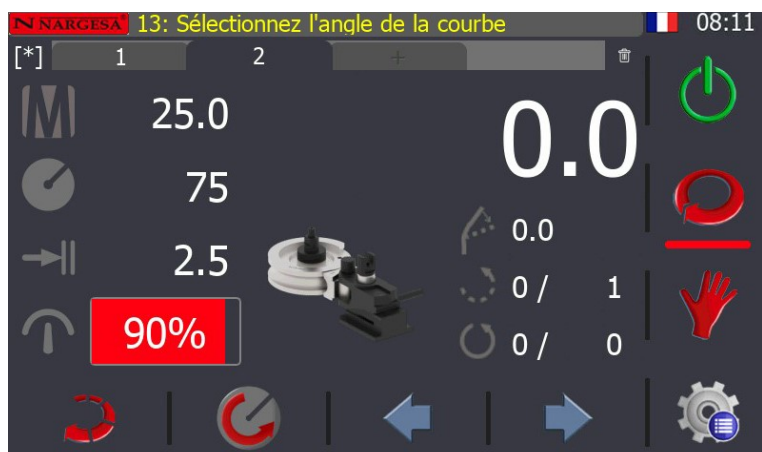 N NARGESA® 13: Sélectionnez l'angle de la courbe 08:11
[*] 1 2 +
25.0 0.0
75
0.0
2.5
0 / 1
90%
0 / 0